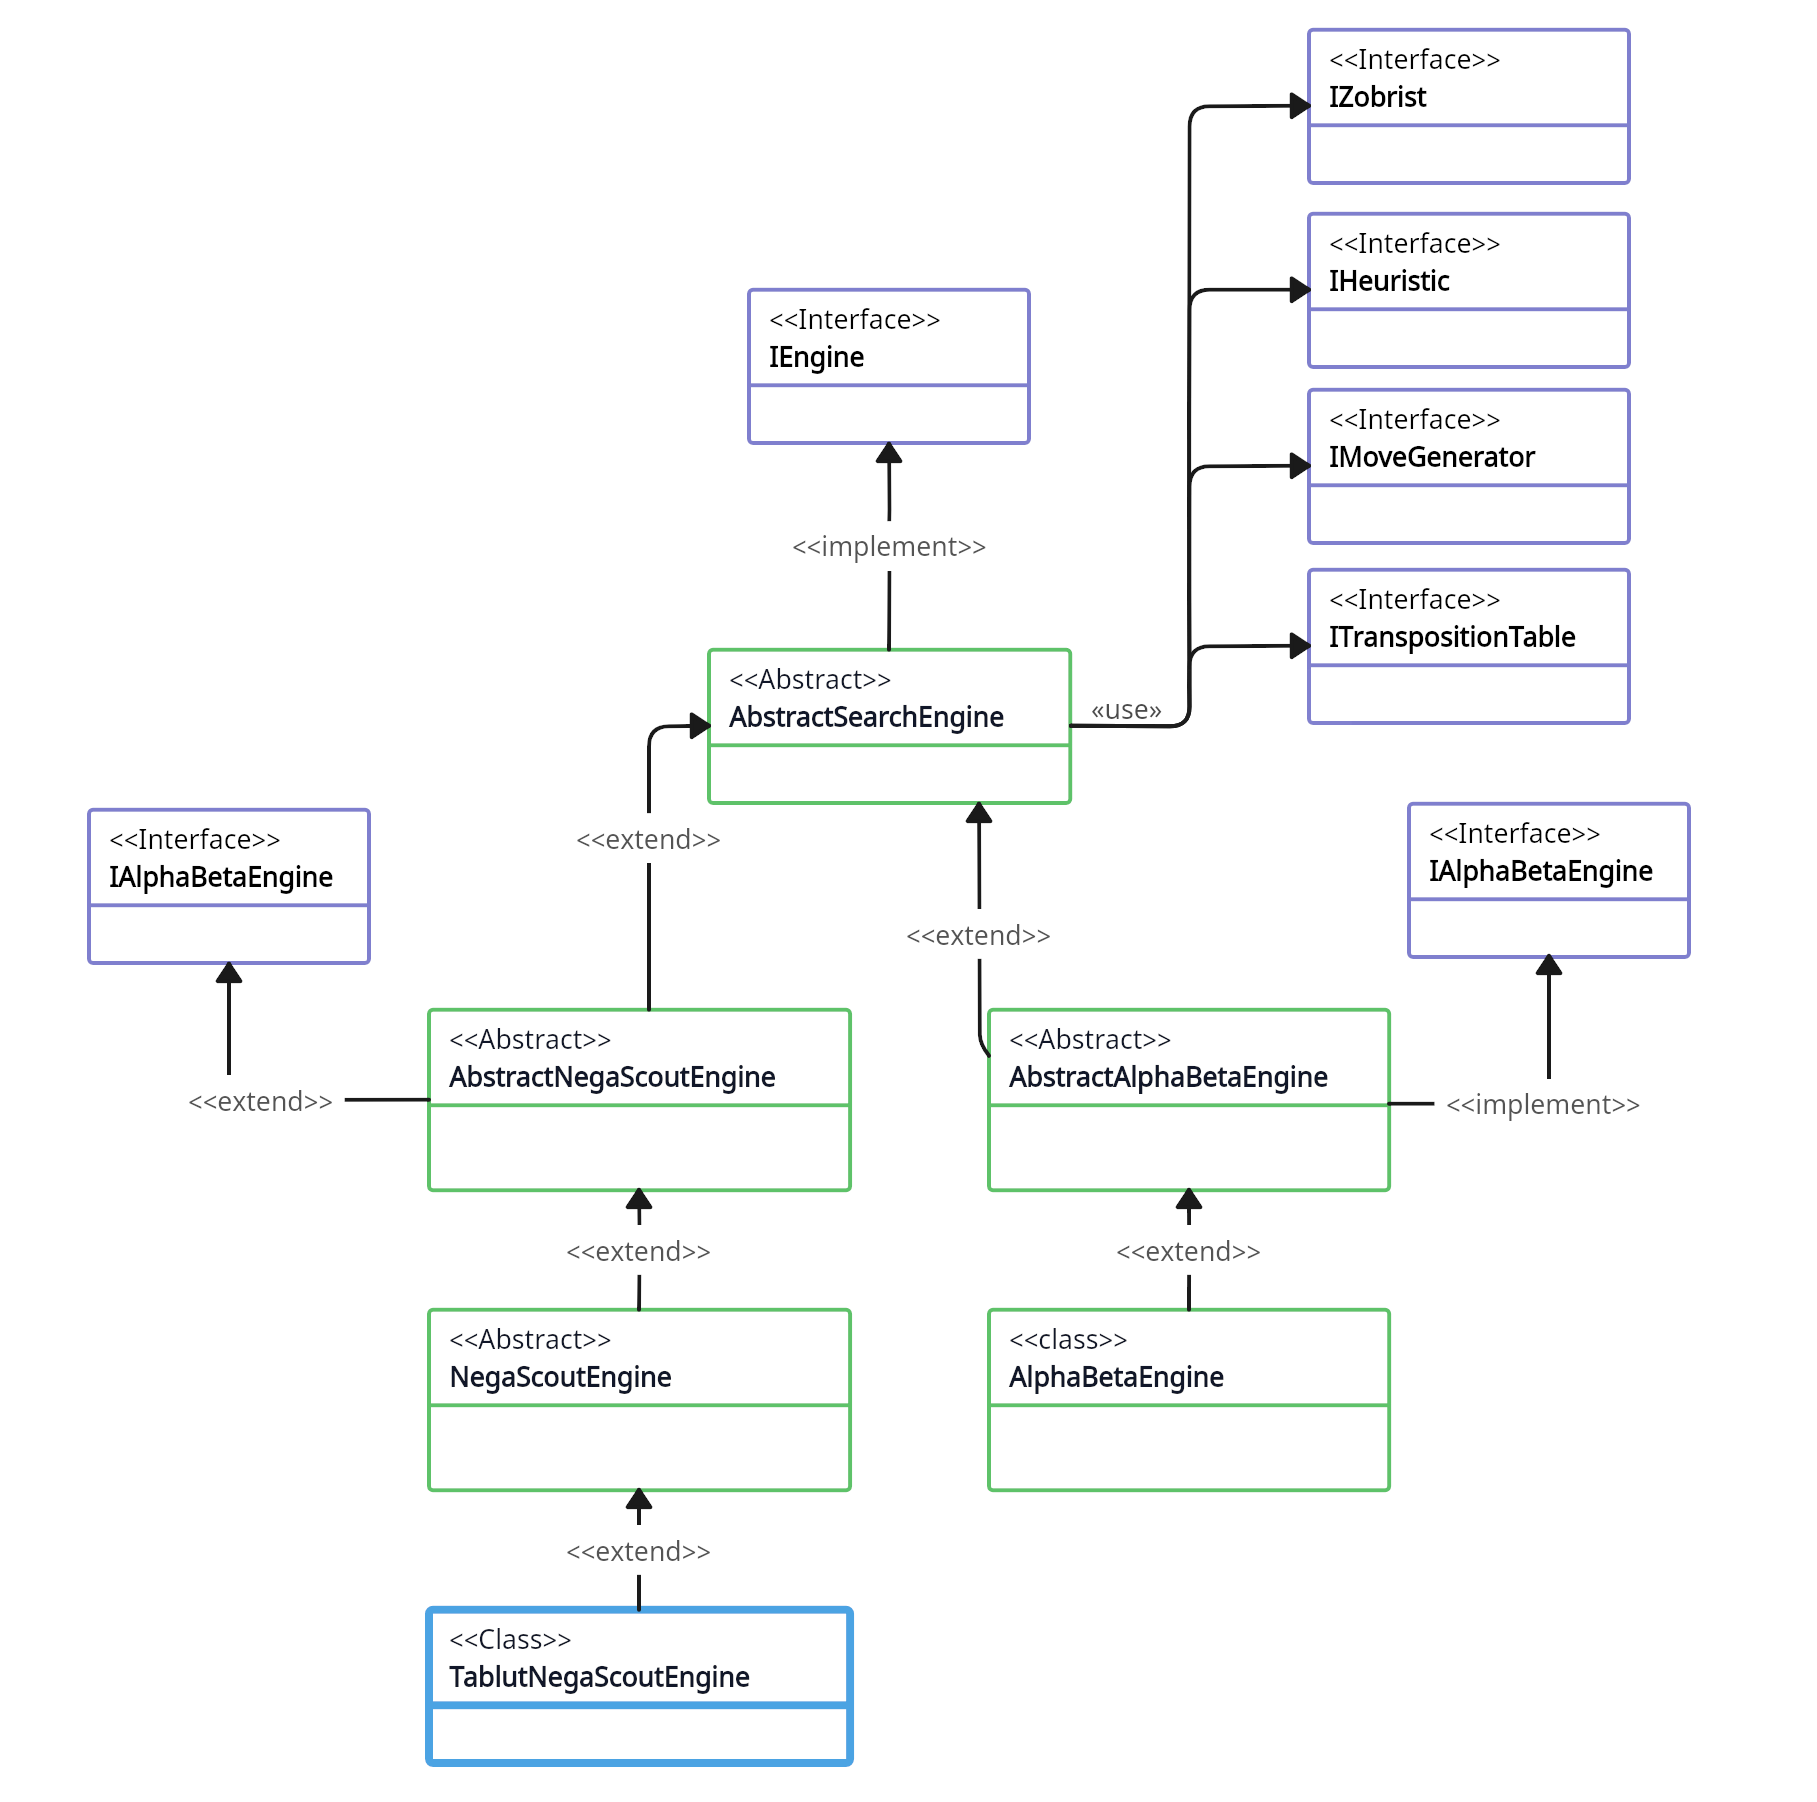 <<Interface>>
IZobrist
<<Interface>>
IHeuristic
<<Interface>>
IEngine
<<Interface>>
IMoveGenerator
<<implement>>
<<Interface>>
ITranspositionTable
<<Abstract>>
AbstractSearchEngine
«use»
<<extend>>
<<Interface>>
IAlphaBetaEngine
<<Interface>>
IAlphaBetaEngine
<<extend>>
<<Abstract>>
AbstractNegaScoutEngine
<<Abstract>>
AbstractAlphaBetaEngine
<<extend>>
<<implement>>
<<extend>>
<<extend>>
<<Abstract>>
NegaScoutEngine
<<class>>
AlphaBetaEngine
<<extend>>
<<Class>>
TablutNegaScoutEngine